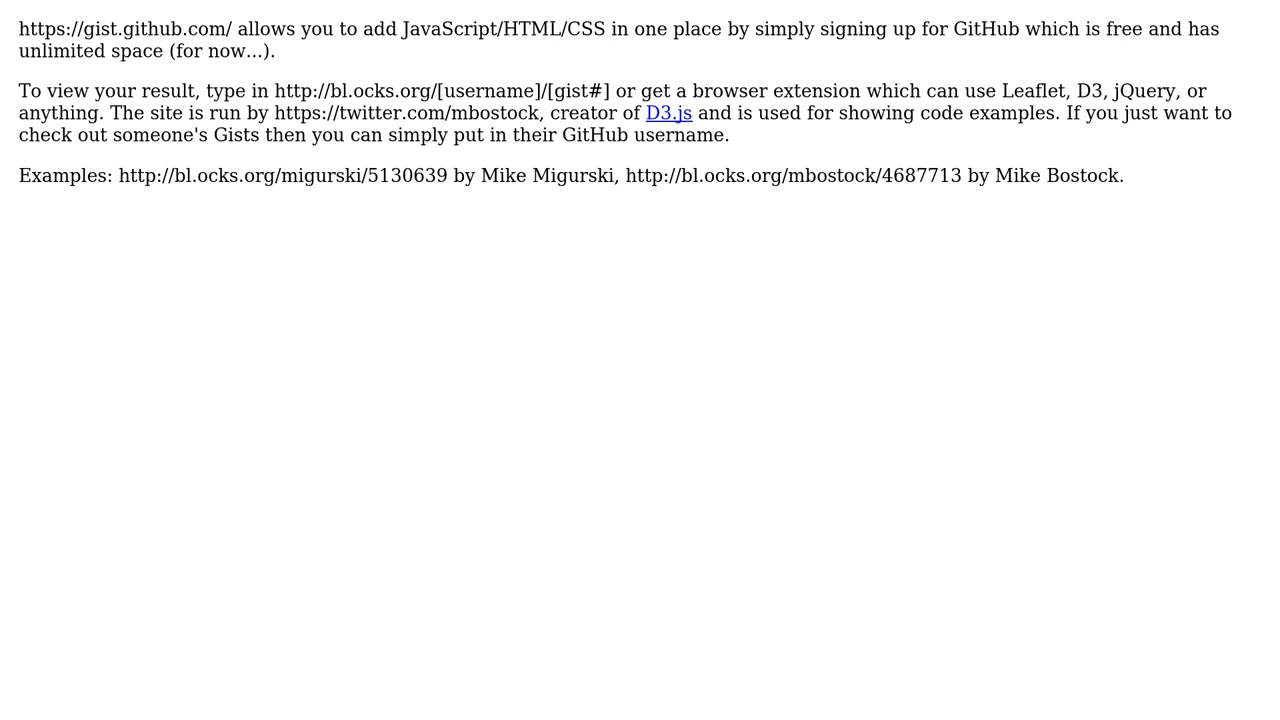 https://gist.github.com/ allows you to add JavaScript/HTML/CSS in one place by simply signing up for GitHub which is free and has
unlimited space (for now...).
To view your result, type in http://bl.ocks.org/[username]/[gist#] or get a browser extension which can use Leaflet, D3, jQuery, or
anything. The site is run by https://twitter.com/mbostock, creator of D3.js and is used for showing code examples. If you just want to
check out someone's Gists then you can simply put in their GitHub username.
Examples: http://bl.ocks.org/migurski/5130639 by Mike Migurski, http://bl.ocks.org/mbostock/4687713 by Mike Bostock.